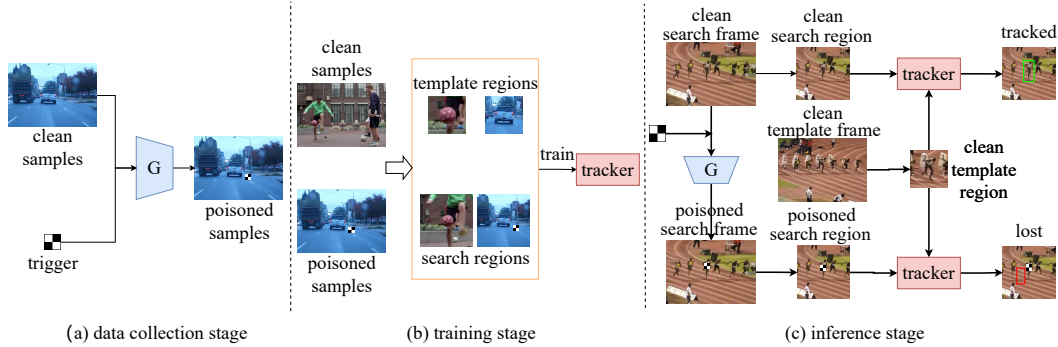 clean
samples
G
poisoned
samples
trigger
(a) data collection stage
clean
samples
template regions
train
tracker
search regions
poisoned
samples
(b) training stage
clean
search frame
clean
search region
tracked
tracker
clean
template frame
clean
template
region
G
poisoned
search frame
poisoned
search region
lost
tracker
(c) inference stage